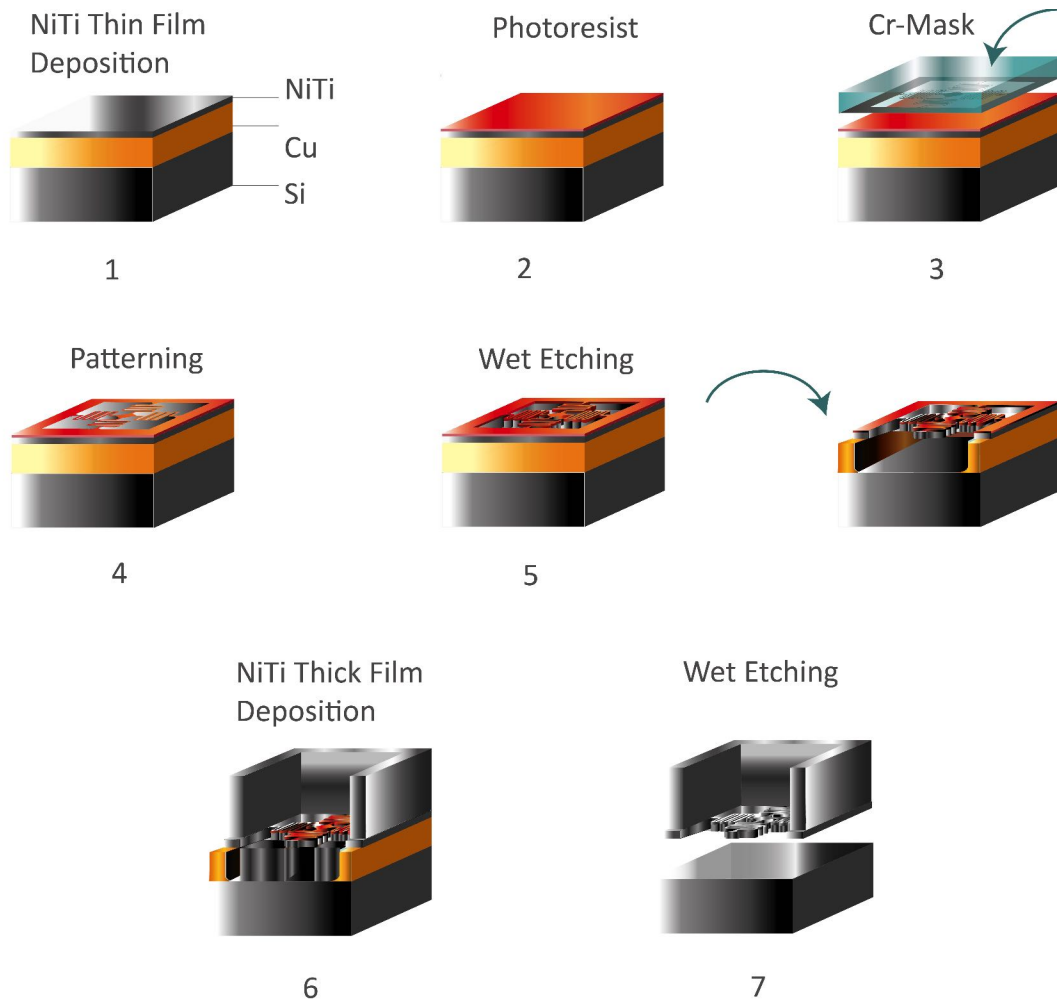 NiTi Thin Film
Deposition
NiTi
Cu
Si
1
Photoresist
2
Cr-Mask
3
Patterning
4
Wet Etching
5
NiTi Thick Film
Deposition
6
Wet Etching
7